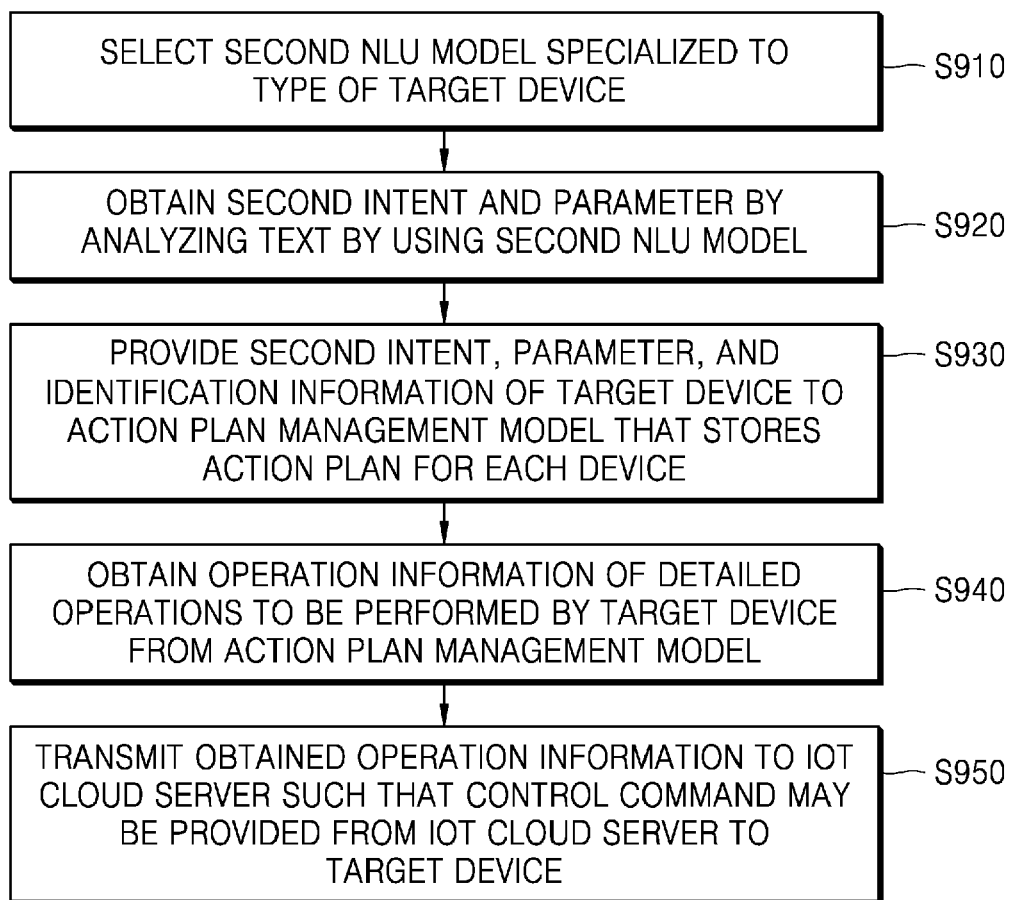 SELECT SECOND NLU MODEL SPECIALIZED TO
TYPE OF TARGET DEVICE
S910
OBTAIN SECOND INTENT AND PARAMETER BY
ANALYZING TEXT BY USING SECOND NLU MODEL
S920
PROVIDE SECOND INTENT, PARAMETER, AND
IDENTIFICATION INFORMATION OF TARGET DEVICE TO
ACTION PLAN MANAGEMENT MODEL THAT STORES
ACTION PLAN FOR EACH DEVICE
S930
OBTAIN OPERATION INFORMATION OF DETAILED
OPERATIONS TO BE PERFORMED BY TARGET DEVICE
FROM ACTION PLAN MANAGEMENT MODEL
S940
TRANSMIT OBTAINED OPERATION INFORMATION TO IOT
CLOUD SERVER SUCH THAT CONTROL COMMAND MAY
BE PROVIDED FROM IOT CLOUD SERVER TO
TARGET DEVICE
S950